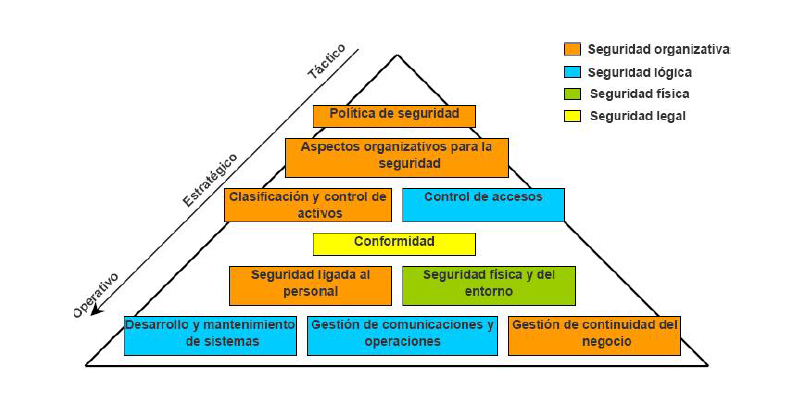 Táctico
Estratégico
Operativo
Seguridad organizativa
Seguridad lógica
Seguridad física
Seguridad legal
Política de seguridad
Aspectos organizativos para la
seguridad
Clasificación y control de
activos
Control de accesos
Conformidad
Seguridad ligada al
personal
Seguridad física y del
entorno
Desarrollo y mantenimiento
de sistemas
Gestión de comunicaciones y
operaciones
Gestión de continuidad del
negocio